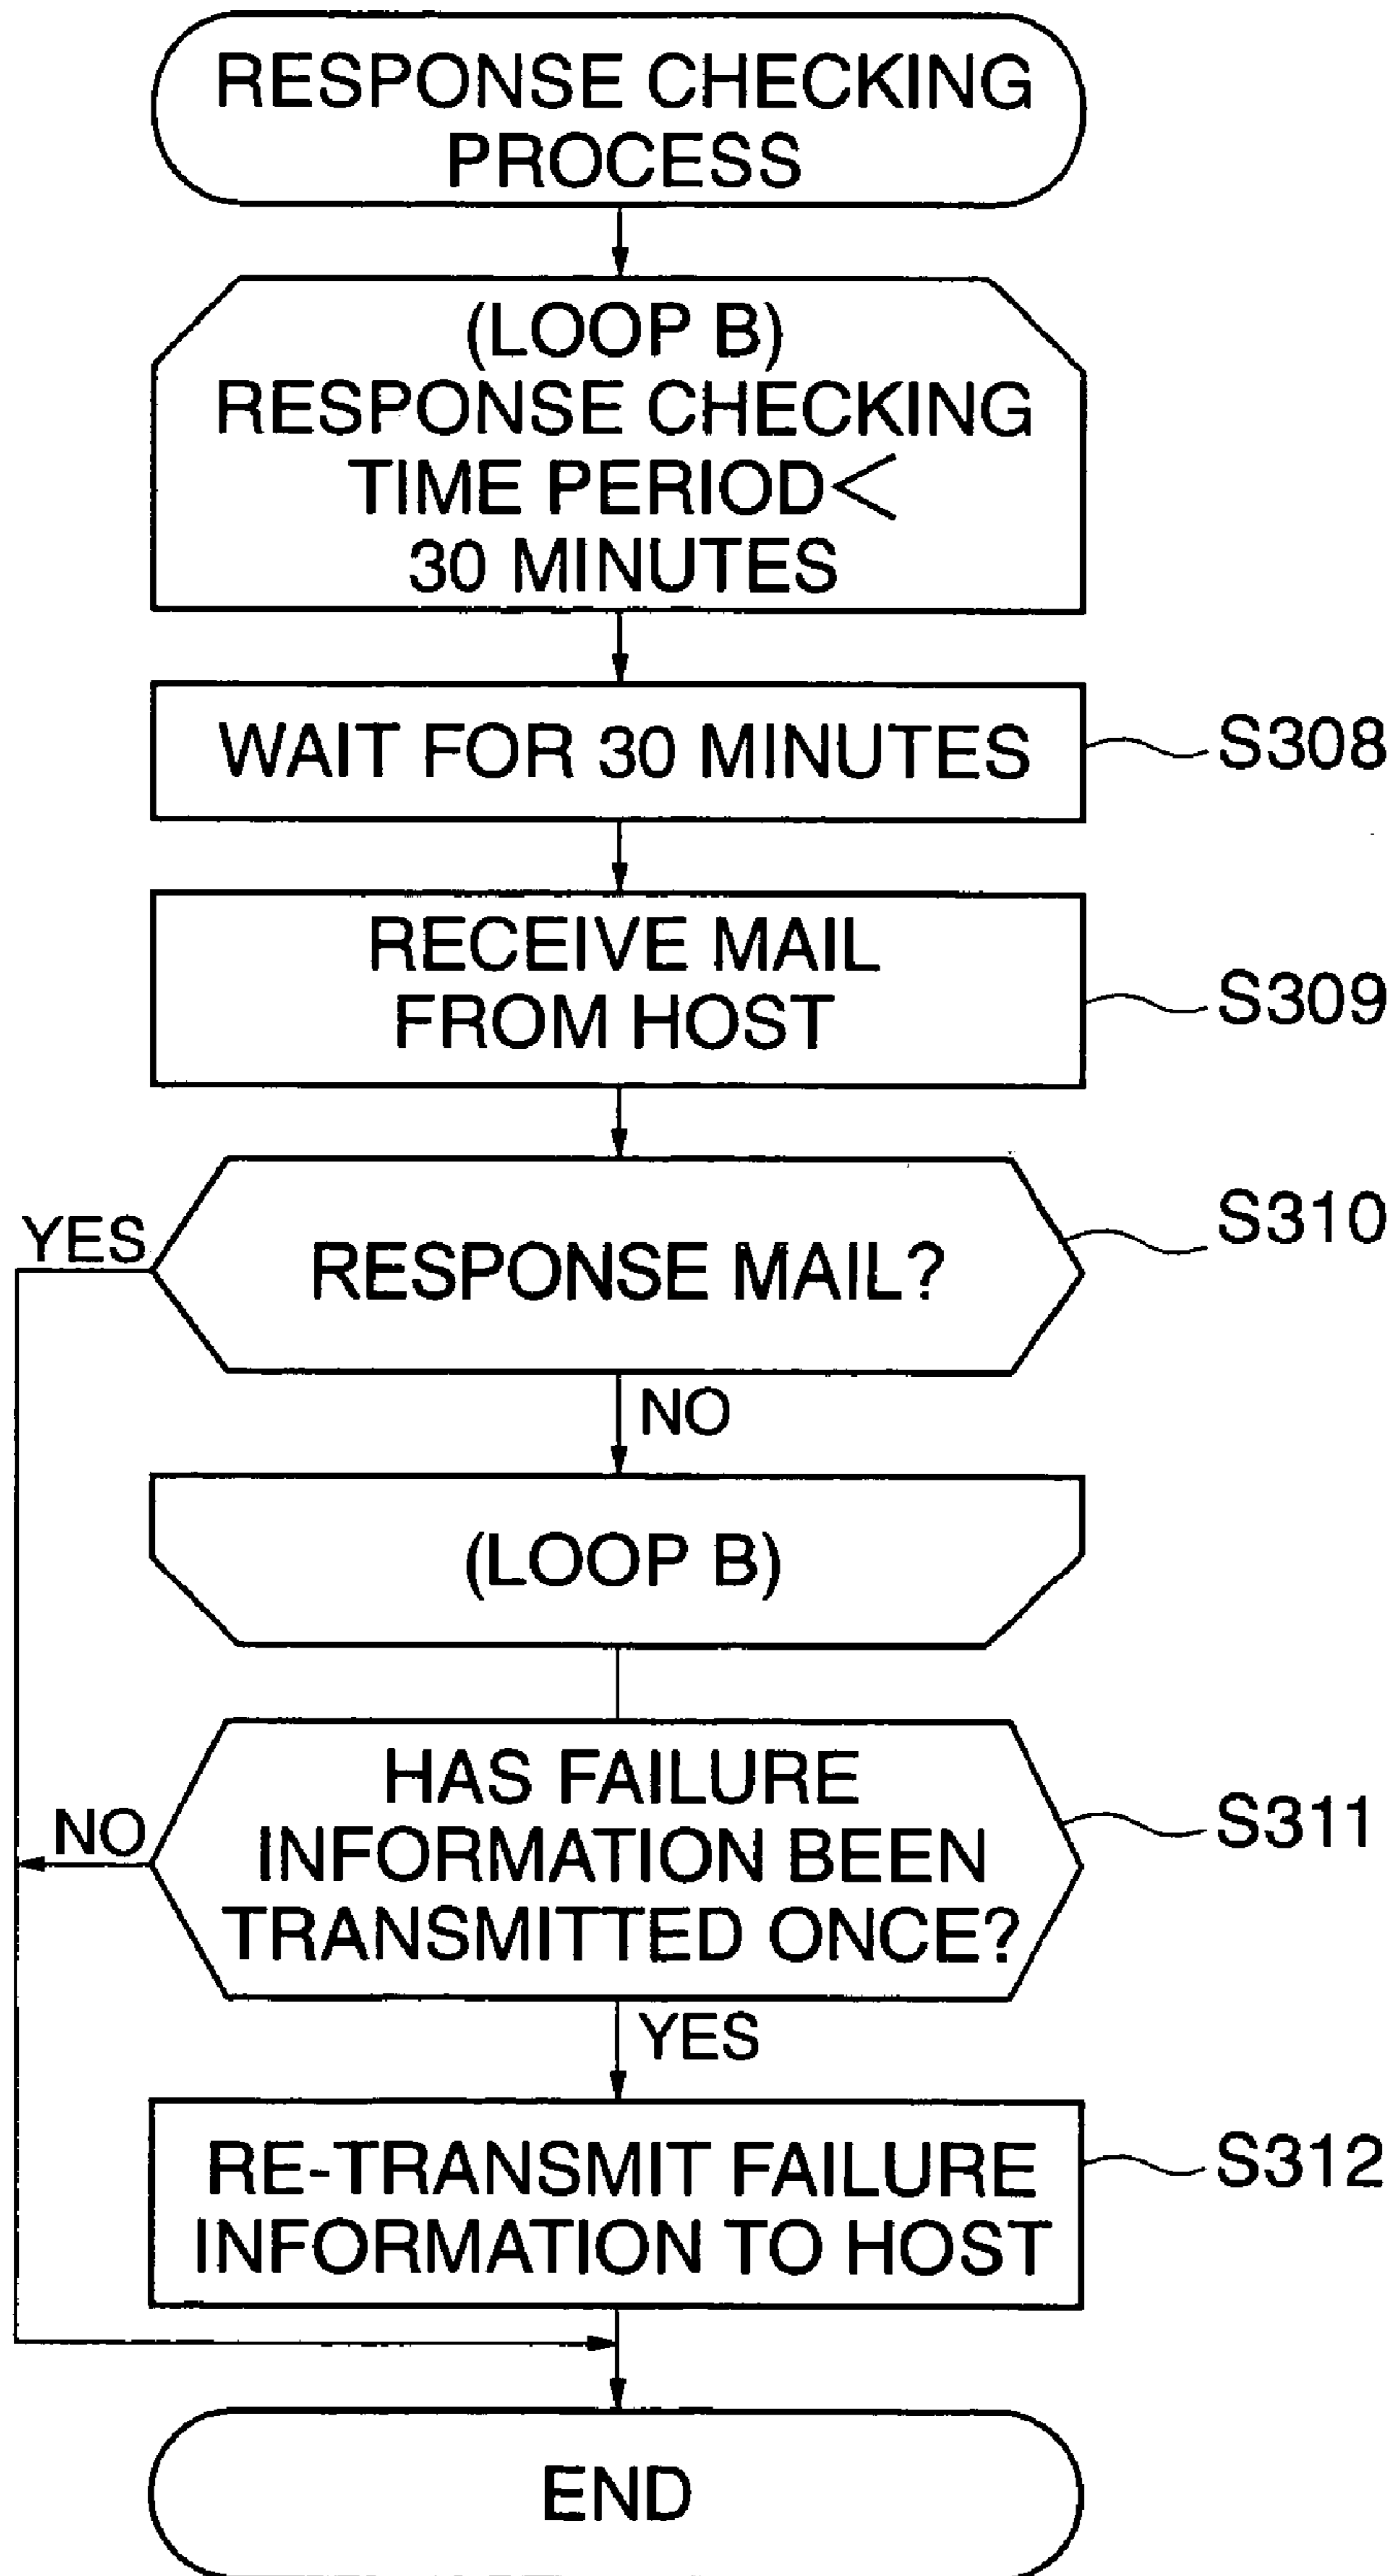 RESPONSE CHECKING
PROCESS
(LOOP B)
RESPONSE CHECKING
TIME PERIOD<
30 MINUTES
WAIT FOR 30 MINUTES
S308
RECEIVE MAIL
FROM HOST
S309
YES
RESPONSE MAIL?
S310
NO
(LOOP B)
NO
HAS FAILURE
INFORMATION BEEN
TRANSMITTED ONCE?
S311
YES
RE-TRANSMIT FAILURE
INFORMATION TO HOST
S312
END